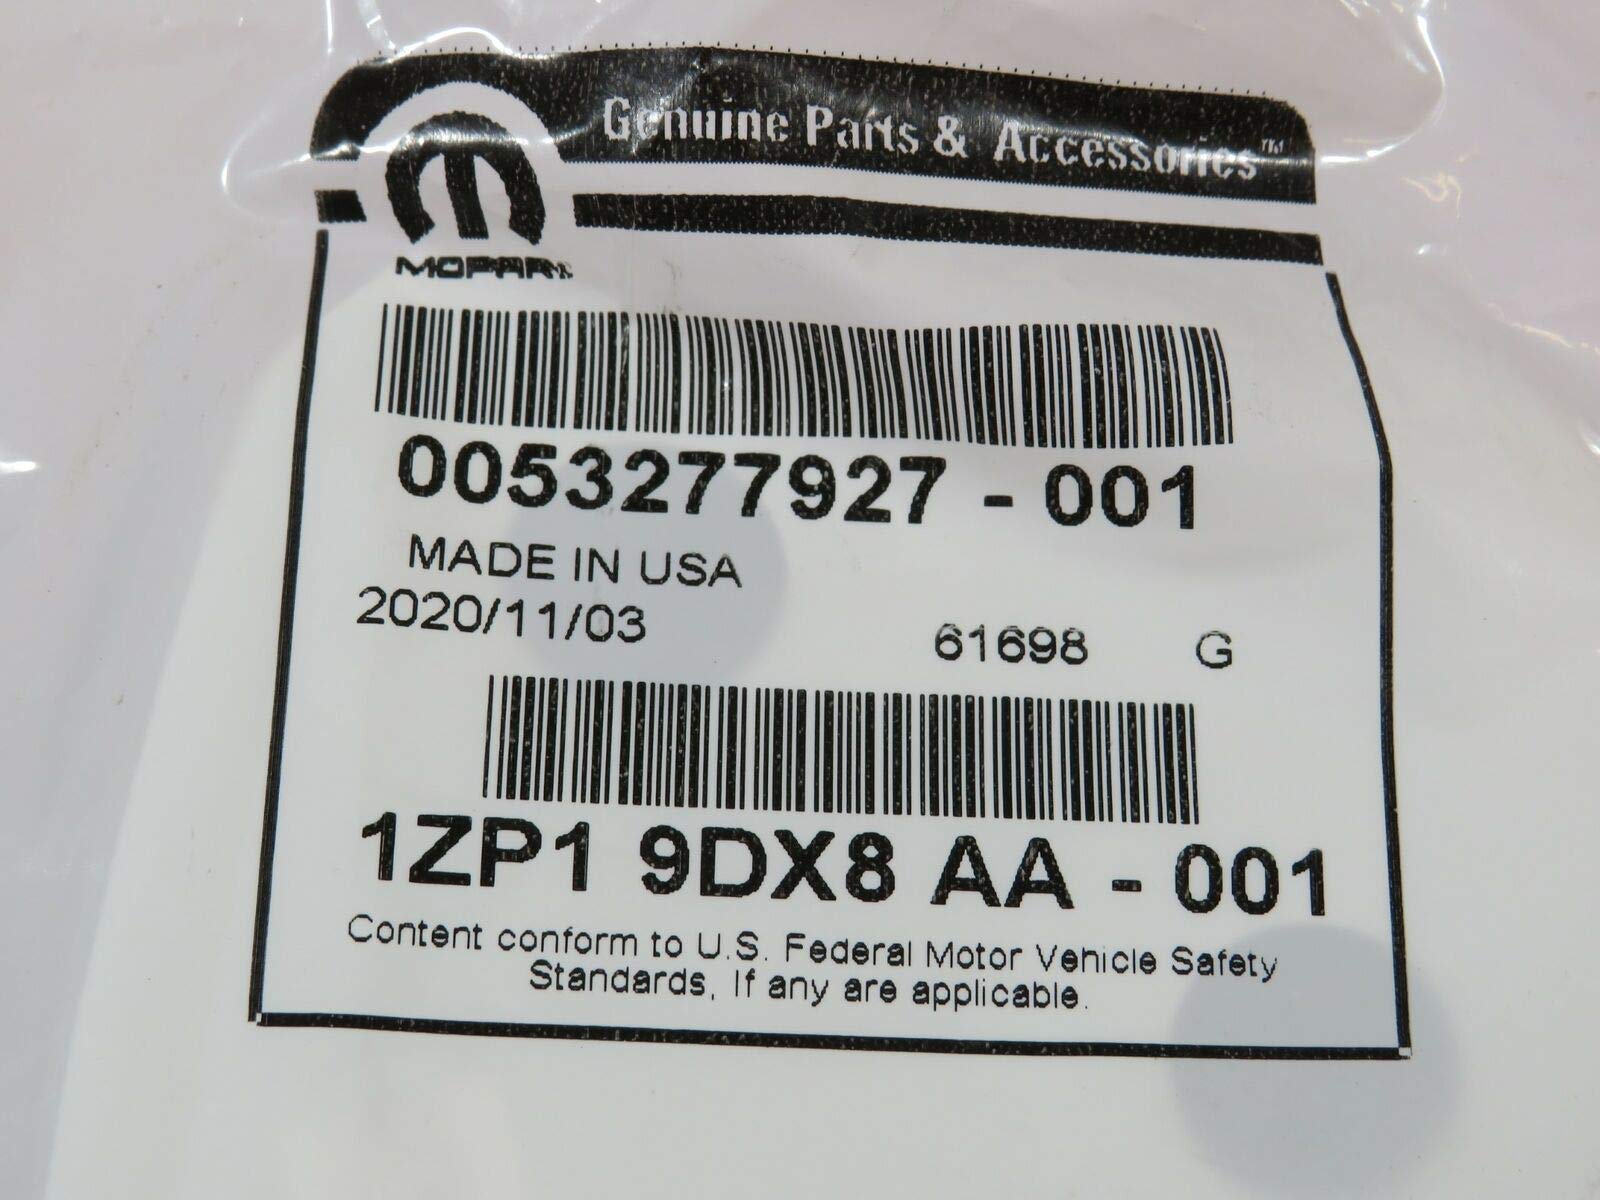 Genuine Parts & Accessories™
MOPAR
0053277927 - 001
MADE IN USA
2020/11/03 61698 G
1ZP1 9DX8 AA - 001
Content conform to U.S. Federal Motor Vehicle Safety
Standards, If any are applicable.